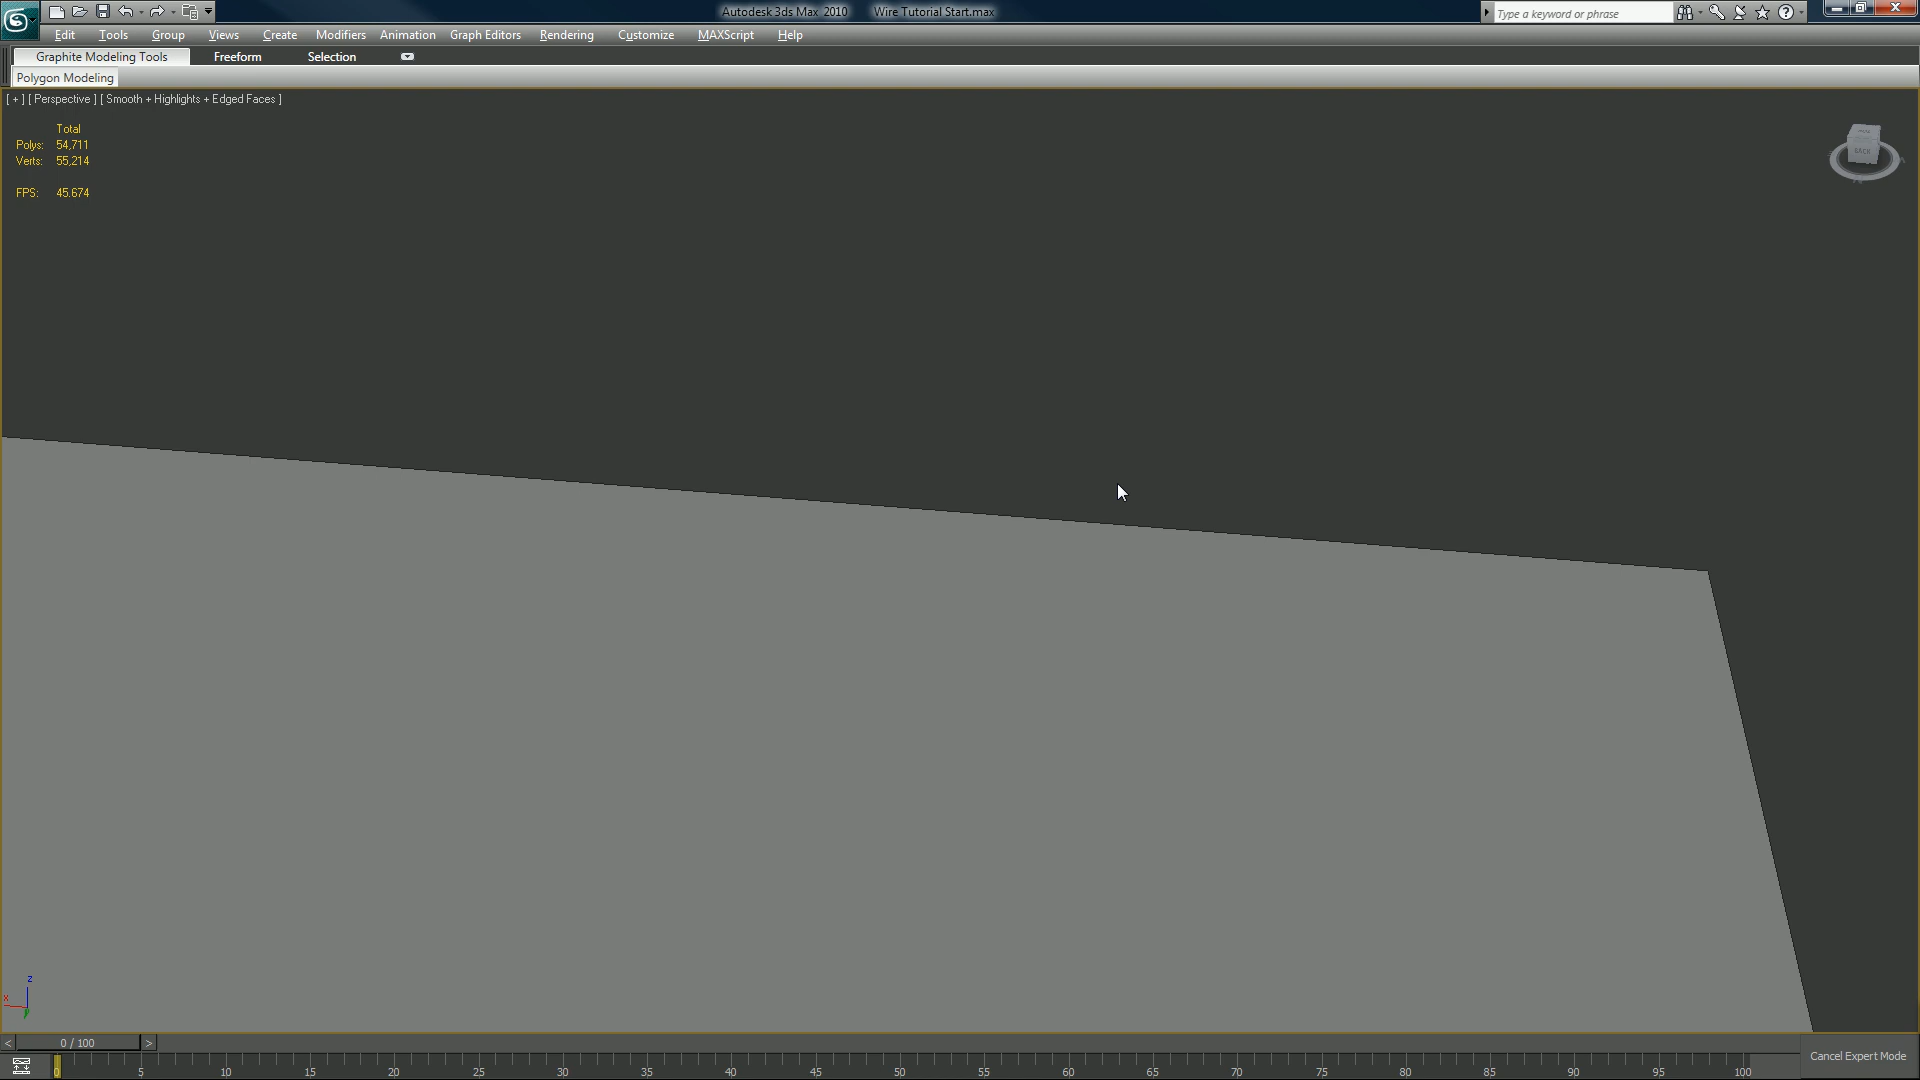 Autodesk 3ds Max 2010 Wire Tutorial Start.max
Type a keyword or phrase
Edit Tools Group Views Create Modifiers Animation Graph Editors Rendering Customize MAXScript Help
Graphite Modeling Tools Freeform Selection
Polygon Modeling
[ + ] [ Perspective ] [ Smooth + Highlights + Edged Faces ]
Total
Polys: 54,711
Verts: 55,214
FPS: 45.674
BACK
z
x
y
< 0 / 100 >
Cancel Expert Mode
0 5 10 15 20 25 30 35 40 45 50 55 60 65 70 75 80 85 90 95 100